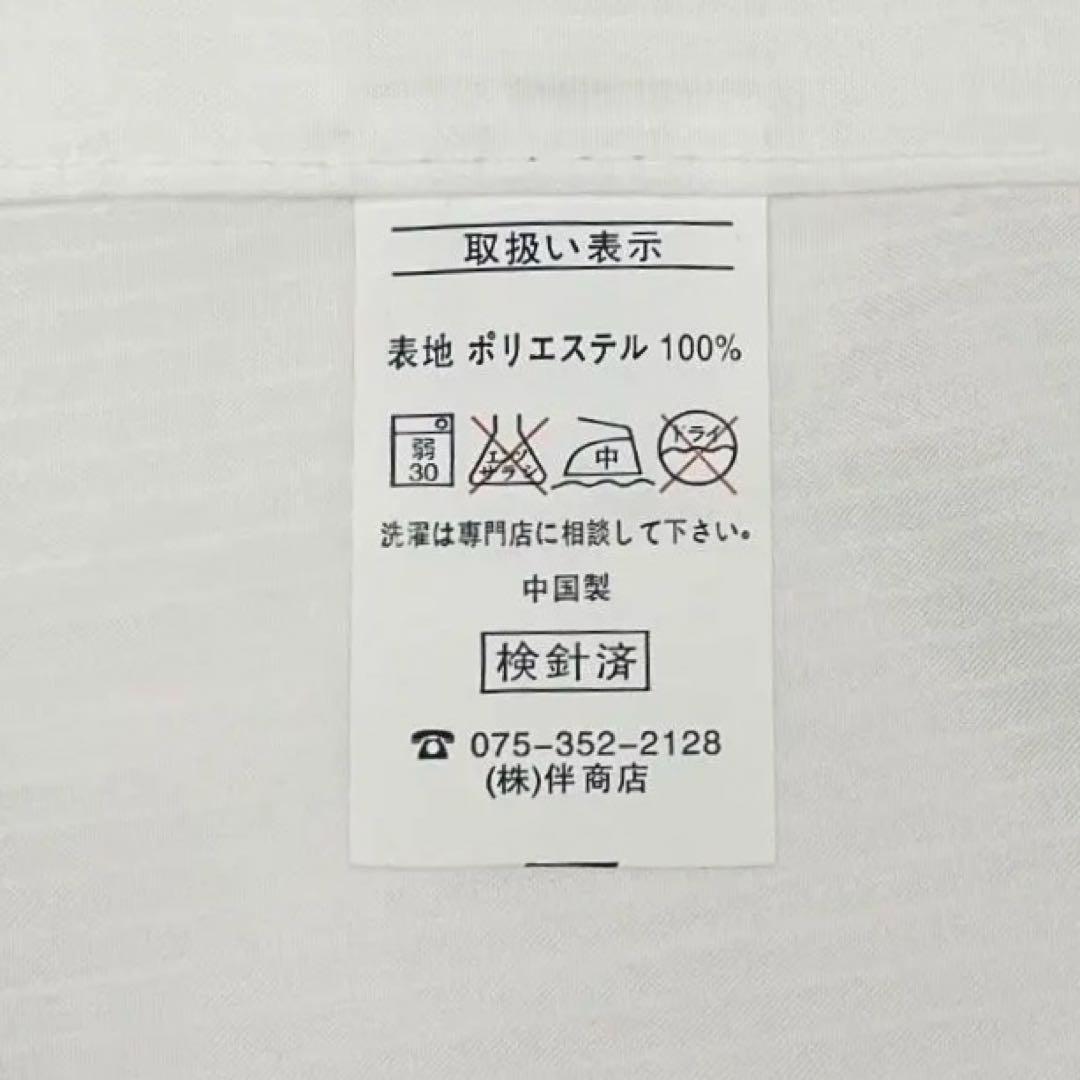 取扱い表示
表地 ポリエステル 100%
弱
30
エンソ
サラシ
中
ドライ
洗濯は専門店に相談して下さい。
中国製
検針済
☎ 075-352-2128
(株)伴商店